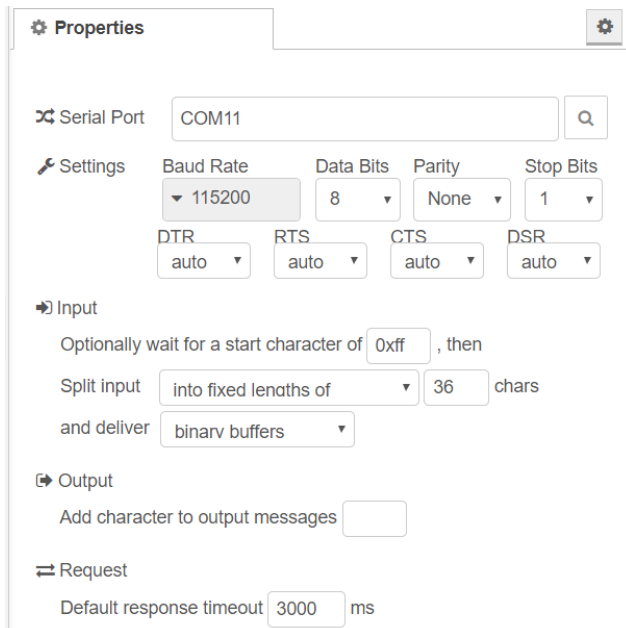 Properties
Serial Port COM11
Settings Baud Rate Data Bits Parity Stop Bits
115200 8 None 1
DTR RTS CTS DSR
auto auto auto auto
Input
Optionally wait for a start character of 0xff , then
Split input into fixed lengths of 36 chars
and deliver binary buffers
Output
Add character to output messages
Request
Default response timeout 3000 ms